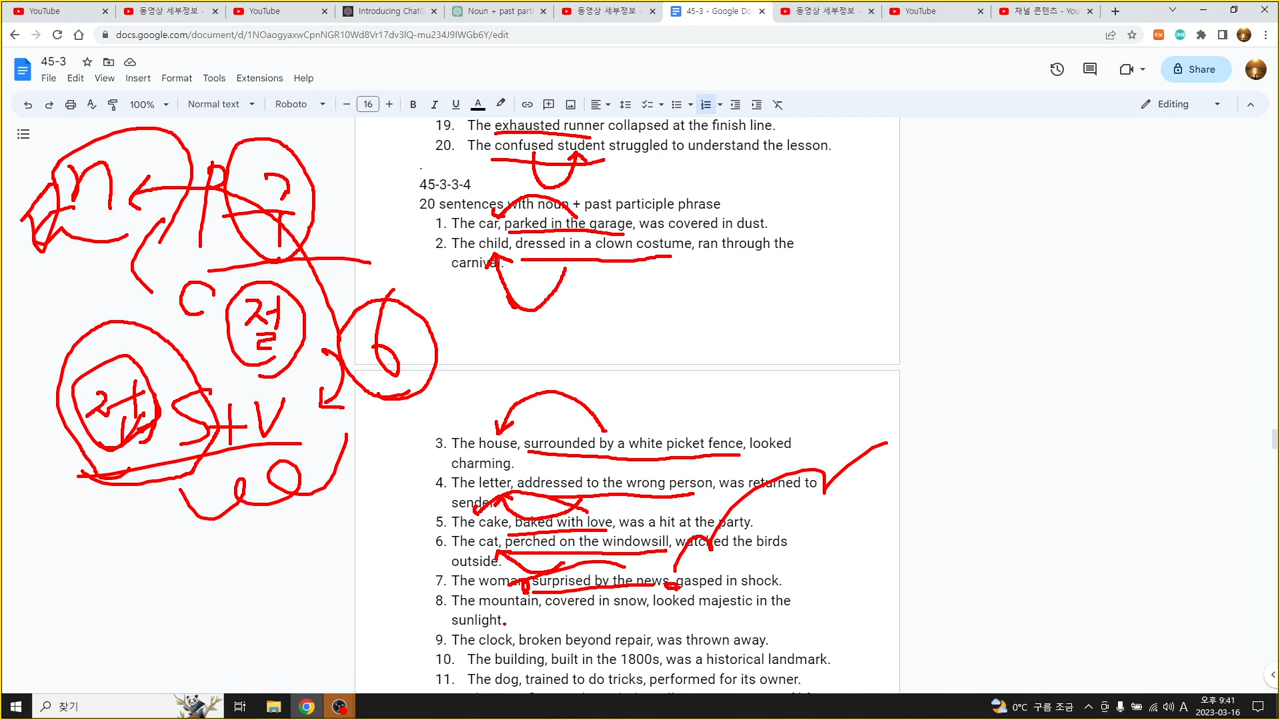 YouTube 동영상 세부정보 - YouTube Introducing ChatG Noun + past parti 동영상 세부정보 - 45-3 - Google Do 동영상 세부정보 - YouTube 채널 콘텐츠 - YouTu
docs.google.com/document/d/1NOaogyaxwCpnNGR10Wd8Vr17dv3lQ-mu234J9IWGb6Y/edit
45-3
File Edit View Insert Format Tools Extensions Help
Share
100% Normal text Roboto 16 B I U A Editing
19. The exhausted runner collapsed at the finish line.
20. The confused student struggled to understand the lesson.
.
45-3-3-4
20 sentences with noun + past participle phrase
1. The car, parked in the garage, was covered in dust.
2. The child, dressed in a clown costume, ran through the
carnival.
n
구
절
6
접 S+V
3. The house, surrounded by a white picket fence, looked
charming.
4. The letter, addressed to the wrong person, was returned to
sender.
5. The cake, baked with love, was a hit at the party.
6. The cat, perched on the windowsill, watched the birds
outside.
7. The woman, surprised by the news, gasped in shock.
8. The mountain, covered in snow, looked majestic in the
sunlight.
9. The clock, broken beyond repair, was thrown away.
10. The building, built in the 1800s, was a historical landmark.
11. The dog, trained to do tricks, performed for its owner.
찾기
0°C 구름 조금 A 오후 9:41
2023-03-16